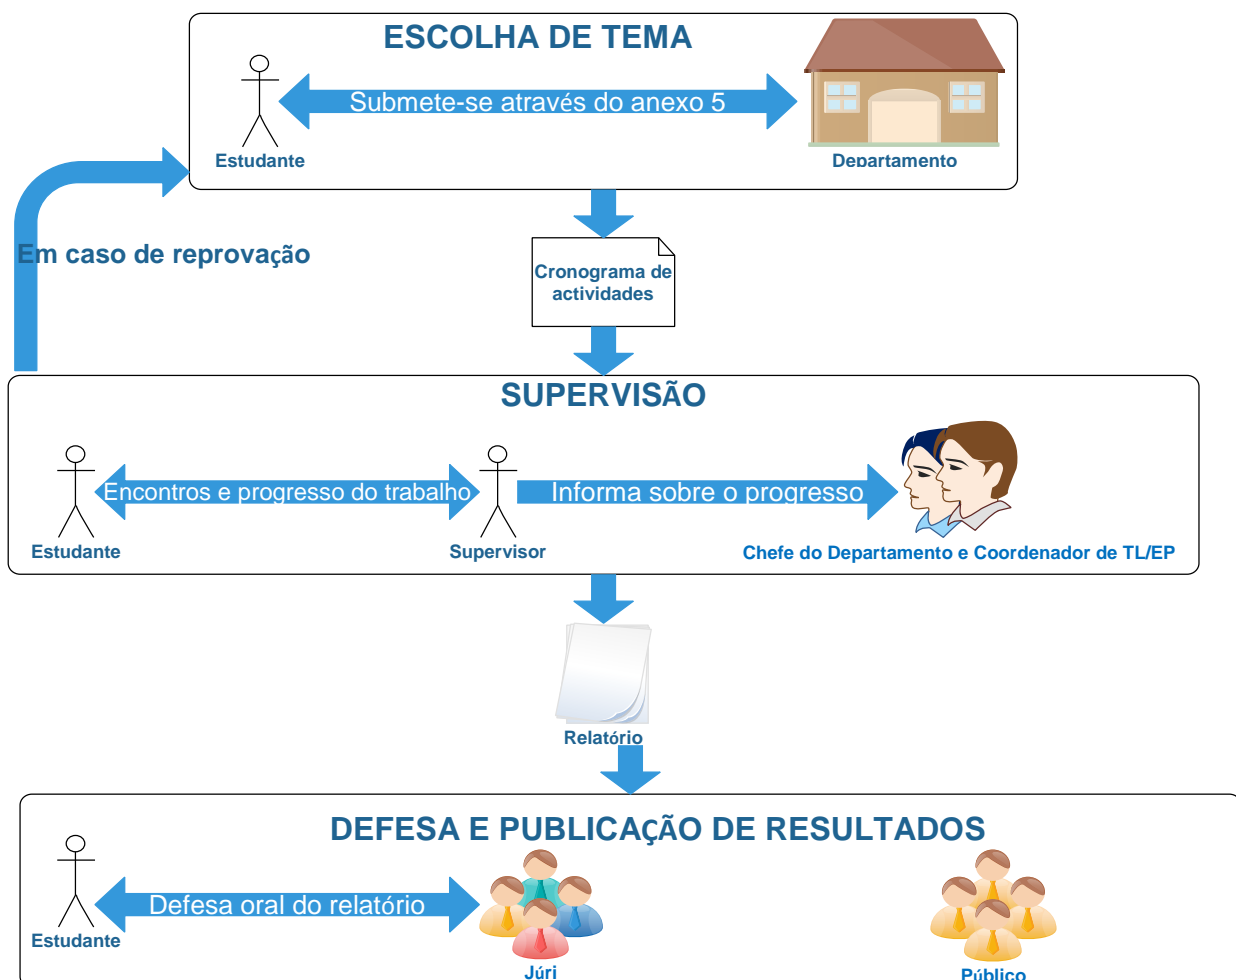 ESCOLHA DE TEMA
Submete-se através do anexo 5
Estudante
Departamento
Em caso de reprovação
Cronograma de
actividades
SUPERVISÃO
Encontros e progresso do trabalho
Informa sobre o progresso
Estudante
Supervisor
Chefe do Departamento e Coordenador de TL/EP
Relatório
DEFESA E PUBLICAÇÃO DE RESULTADOS
Defesa oral do relatório
Estudante
Júri
Público